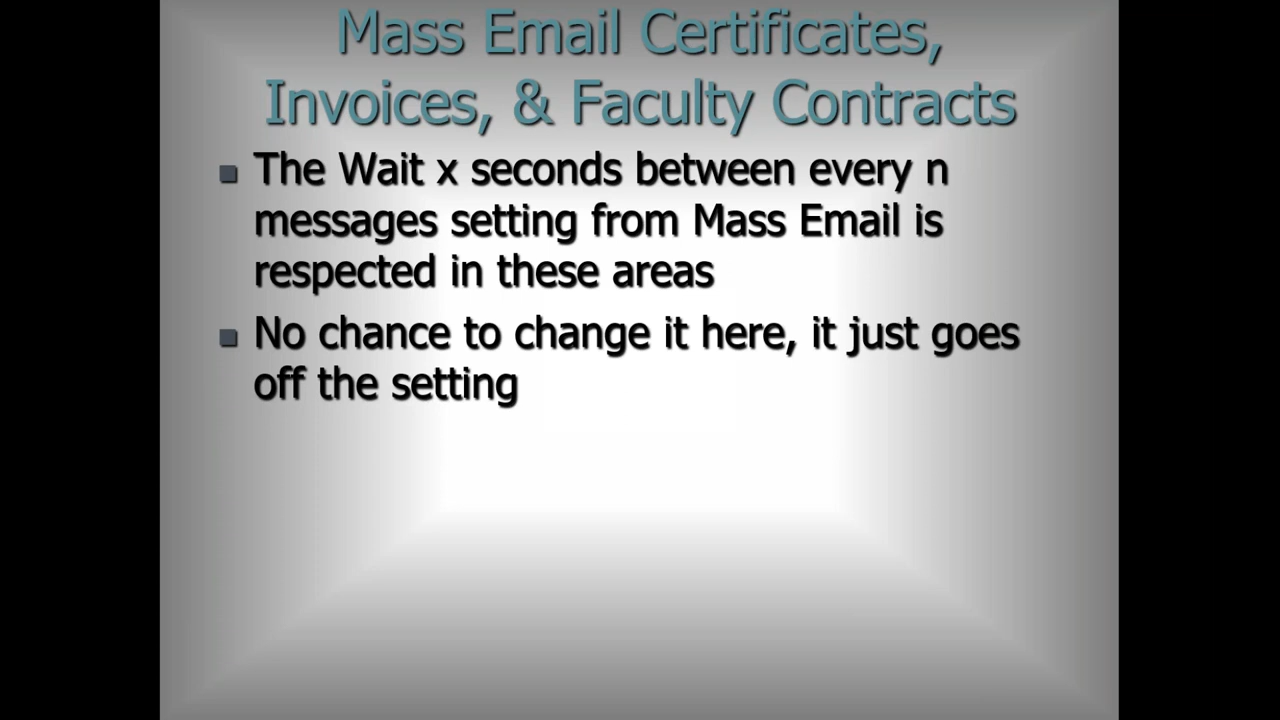 Mass Email Certificates,
Invoices, & Faculty Contracts
The Wait x seconds between every n
messages setting from Mass Email is
respected in these areas
No chance to change it here, it just goes
off the setting